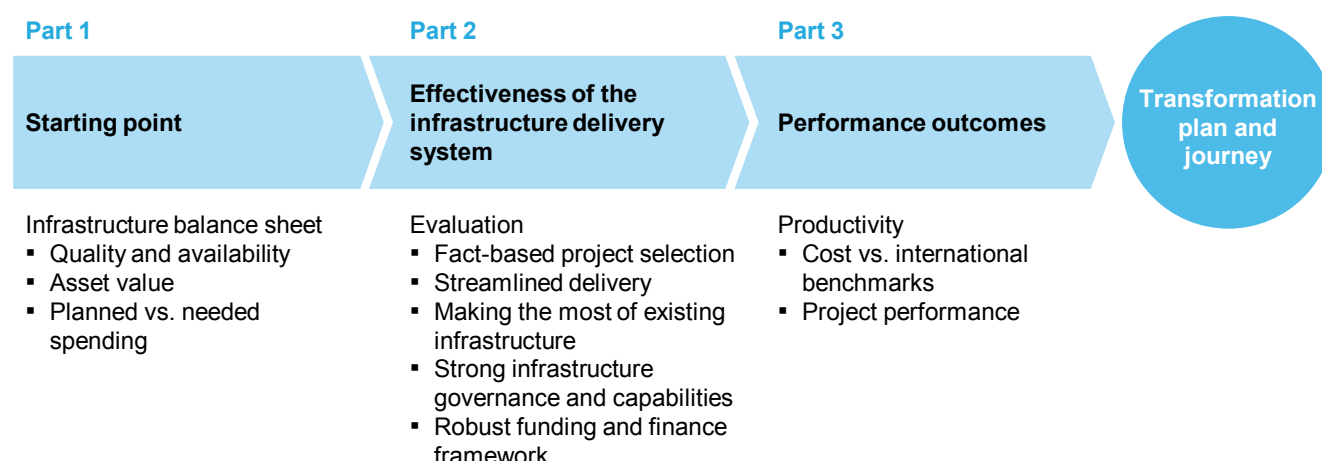 Part 1
Part 2
Part 3
Starting point
Effectiveness of the
infrastructure delivery
system
Performance outcomes
Transformation
plan and
journey
Infrastructure balance sheet
▪ Quality and availability
▪ Asset value
▪ Planned vs. needed
spending
Evaluation
▪ Fact-based project selection
▪ Streamlined delivery
▪ Making the most of existing
infrastructure
▪ Strong infrastructure
governance and capabilities
▪ Robust funding and finance
framework
Productivity
▪ Cost vs. international
benchmarks
▪ Project performance